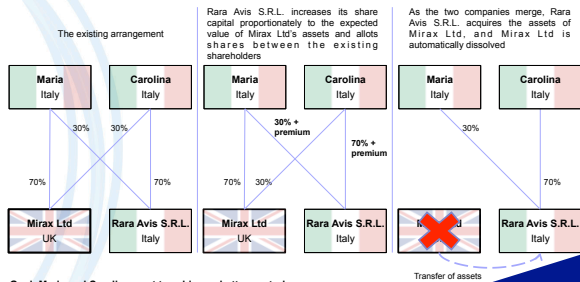 The existing arrangement
Maria
Italy
Carolina
Italy
30%
30%
70%
70%
Mirax Ltd
UK
Rara Avis S.R.L.
Italy
Rara Avis S.R.L. increases its share
capital proportionately to the expected
value of Mirax Ltd's assets and allots
shares between the existing
shareholders
Maria
Italy
Carolina
Italy
30% +
premium
70% +
premium
70%
30%
Mirax Ltd
UK
Rara Avis S.R.L.
Italy
As the two companies merge, Rara
Avis S.R.L. acquires the assets of
Mirax Ltd, and Mirax Ltd is
automatically dissolved
Maria
Italy
Carolina
Italy
30%
70%
Rara Avis S.R.L.
Italy
Transfer of assets